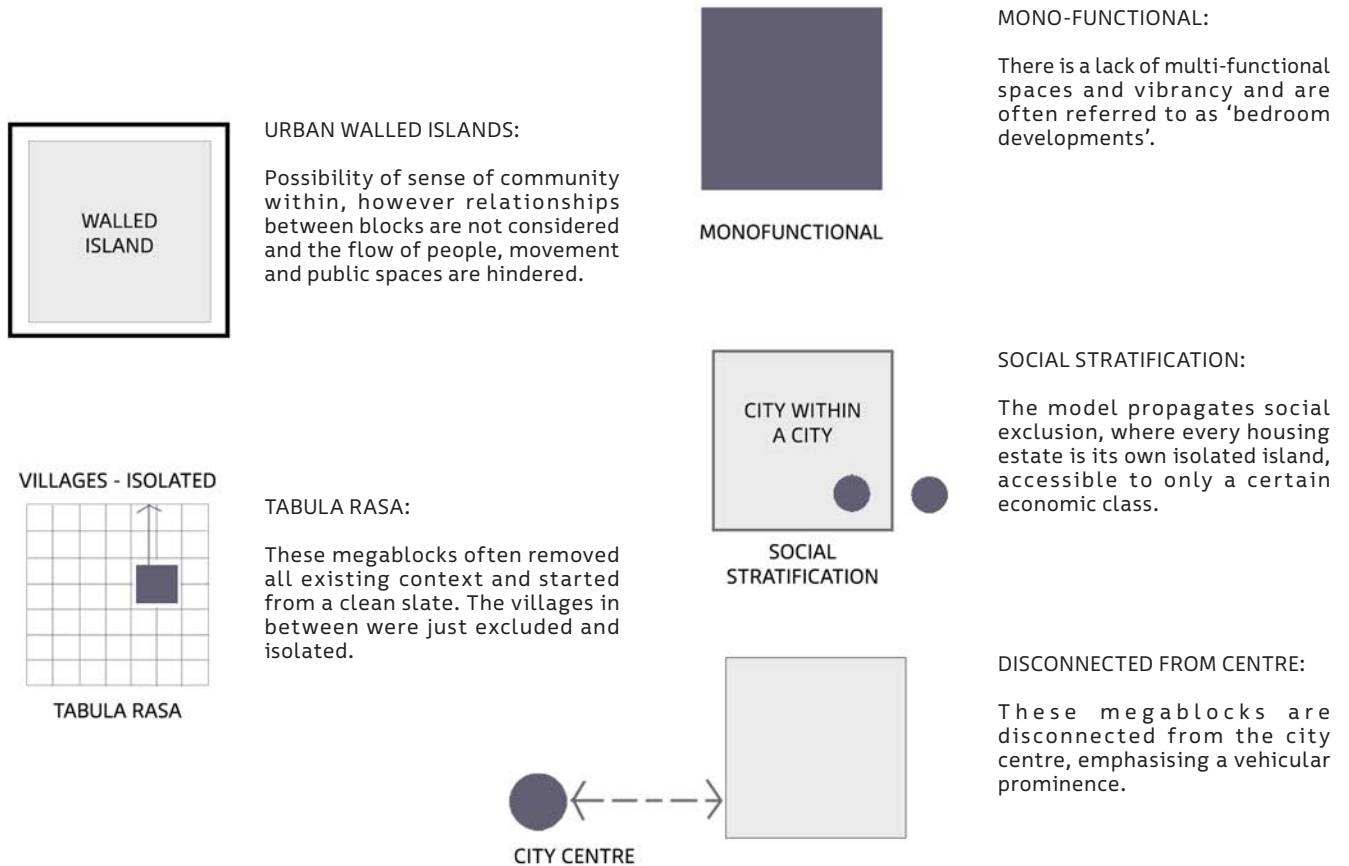 WALLED
ISLAND
URBAN WALLED ISLANDS:
Possibility of sense of community
within, however relationships
between blocks are not considered
and the flow of people, movement
and public spaces are hindered.
VILLAGES - ISOLATED
TABULA RASA
TABULA RASA:
These megablocks often removed
all existing context and started
from a clean slate. The villages in
between were just excluded and
isolated.
MONOFUNCTIONAL
MONO-FUNCTIONAL:
There is a lack of multi-functional
spaces and vibrancy and are
often referred to as ‘bedroom
developments’.
CITY WITHIN
A CITY
SOCIAL
STRATIFICATION
SOCIAL STRATIFICATION:
The model propagates social
exclusion, where every housing
estate is its own isolated island,
accessible to only a certain
economic class.
CITY CENTRE
DISCONNECTED FROM CENTRE:
These megablocks are
disconnected from the city
centre, emphasising a vehicular
prominence.